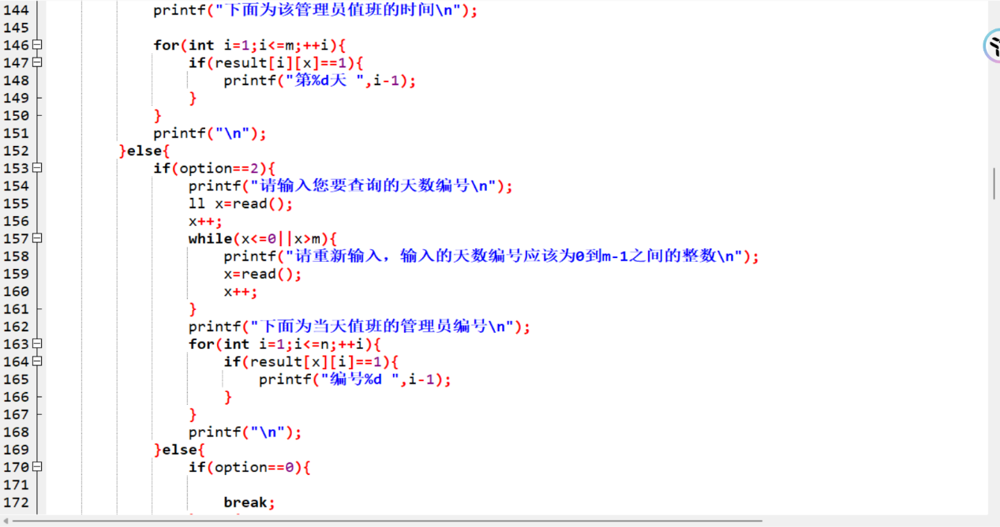 144 printf("下面为该管理员值班的时间\n");
145
146 for(int i=1;i<=m;++i){
147 if(result[i][x]==1){
148 printf("第%d天 ",i-1);
149 }
150 }
151 printf("\n");
152 }else{
153 if(option==2){
154 printf("请输入您要查询的天数编号\n");
155 ll x=read();
156 x++;
157 while(x<=0||x>m){
158 printf("请重新输入，输入的天数编号应该为0到m-1之间的整数\n");
159 x=read();
160 x++;
161 }
162 printf("下面为当天值班的管理员编号\n");
163 for(int i=1;i<=n;++i){
164 if(result[x][i]==1){
165 printf("编号%d ",i-1);
166 }
167 }
168 printf("\n");
169 }else{
170 if(option==0){
171
172 break;